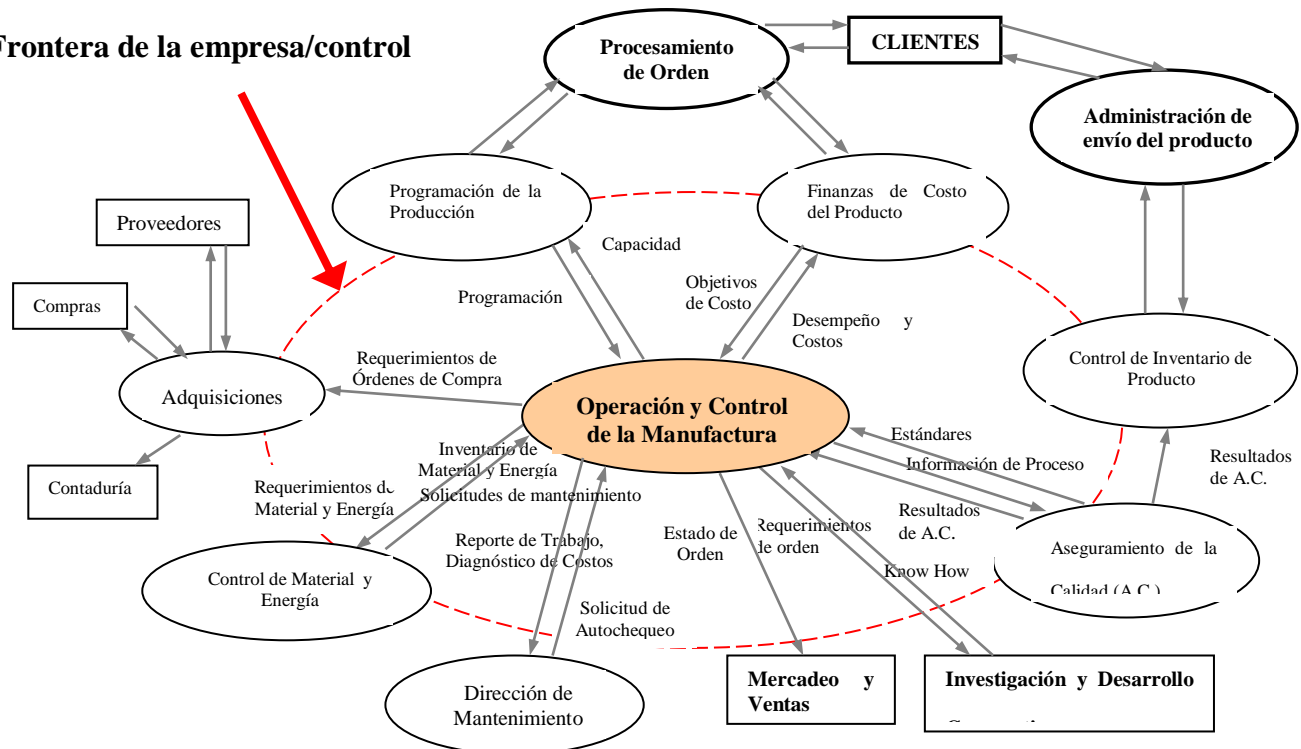 Frontera de la empresa/control
Procesamiento
de Orden
CLIENTES
Administración de
envío del producto
Programación de la
Producción
Finanzas de Costo
del Producto
Proveedores
Capacidad
Programación
Objetivos
de Costo
Desempeño y
Costos
Compras
Control de Inventario de
Producto
Requerimientos de
Órdenes de Compra
Adquisiciones
Operación y Control
de la Manufactura
Estándares
Información de Proceso
Resultados
de A.C.
Inventario de
Material y Energía
Solicitudes de mantenimiento
Contaduría
Requerimientos de
Material y Energía
Reporte de Trabajo,
Diagnóstico de Costos
Estado de
Orden
Requerimientos
de orden
Resultados
de A.C.
Know How
Aseguramiento de la
Calidad (A.C.)
Control de Material y
Energía
Solicitud de
Autochequeo
Dirección de
Mantenimiento
Mercadeo y
Ventas
Investigación y Desarrollo